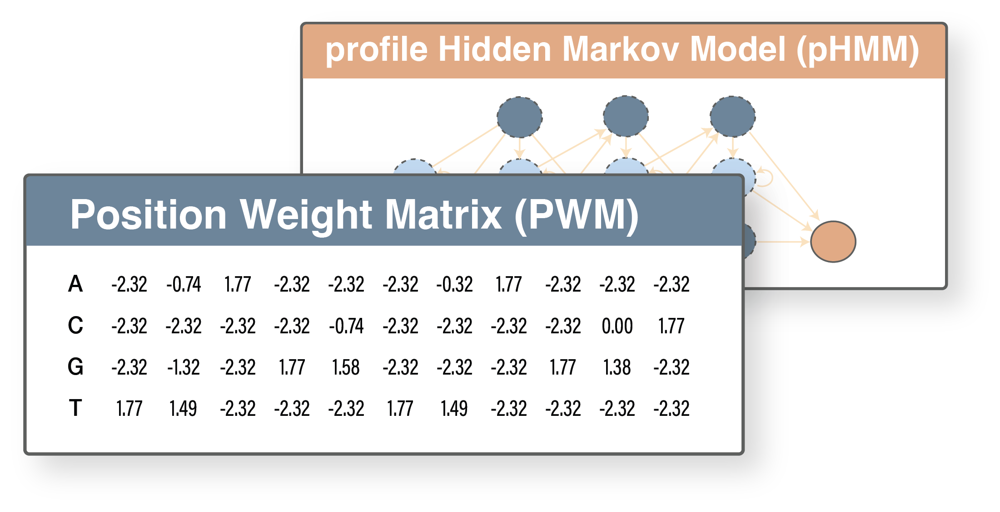 profile Hidden Markov Model (pHMM)
Position Weight Matrix (PWM)
A -2.32 -0.74 1.77 -2.32 -2.32 -2.32 -0.32 1.77 -2.32 -2.32 -2.32
C -2.32 -2.32 -2.32 -2.32 -0.74 -2.32 -2.32 -2.32 -2.32 0.00 1.77
G -2.32 -1.32 -2.32 1.77 1.58 -2.32 -2.32 -2.32 1.77 1.38 -2.32
T 1.77 1.49 -2.32 -2.32 -2.32 1.77 1.49 -2.32 -2.32 -2.32 -2.32